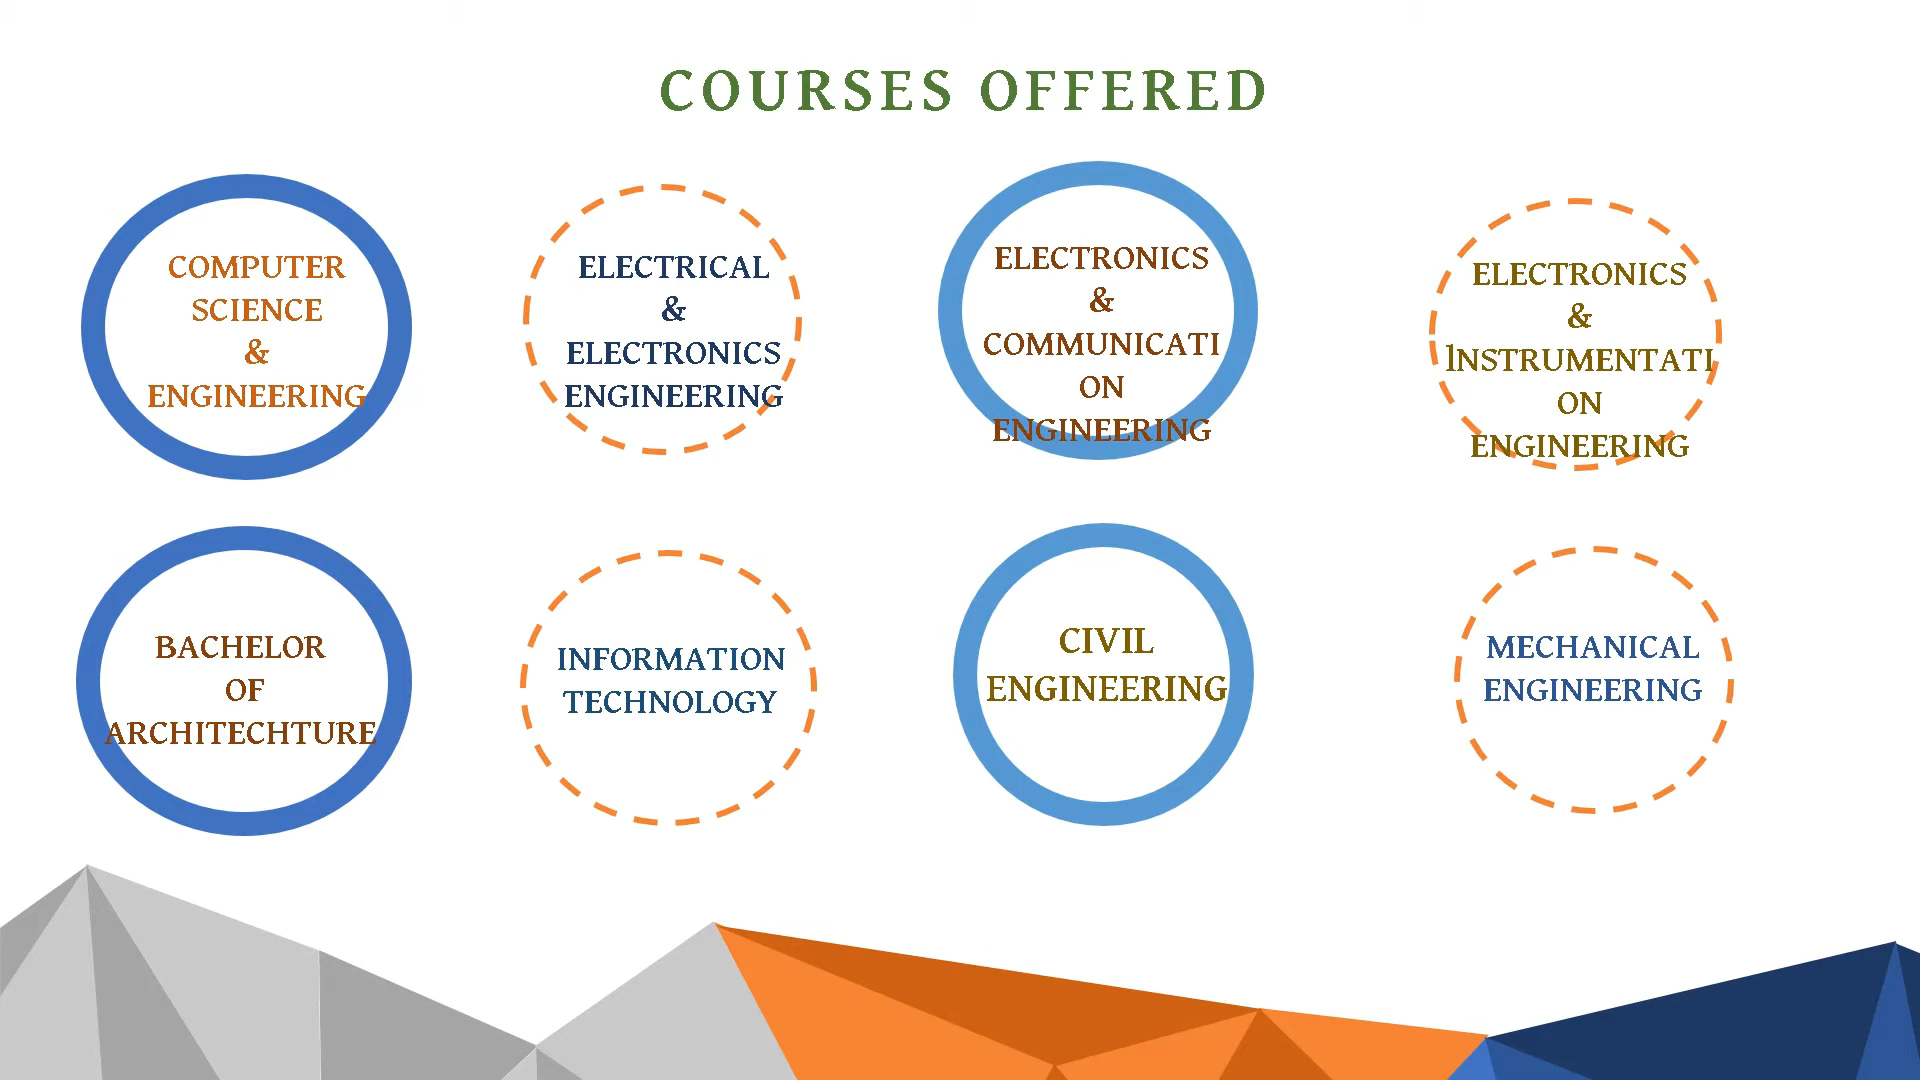 COURSES OFFERED
COMPUTER
SCIENCE
&
ENGINEERING
ELECTRICAL
&
ELECTRONICS
ENGINEERING
ELECTRONICS
&
COMMUNICATI
ON
ENGINEERING
ELECTRONICS
&
lNSTRUMENTATI
ON
ENGINEERING
BACHELOR
OF
ARCHITECHTURE
INFORMATION
TECHNOLOGY
CIVIL
ENGINEERING
MECHANICAL
ENGINEERING